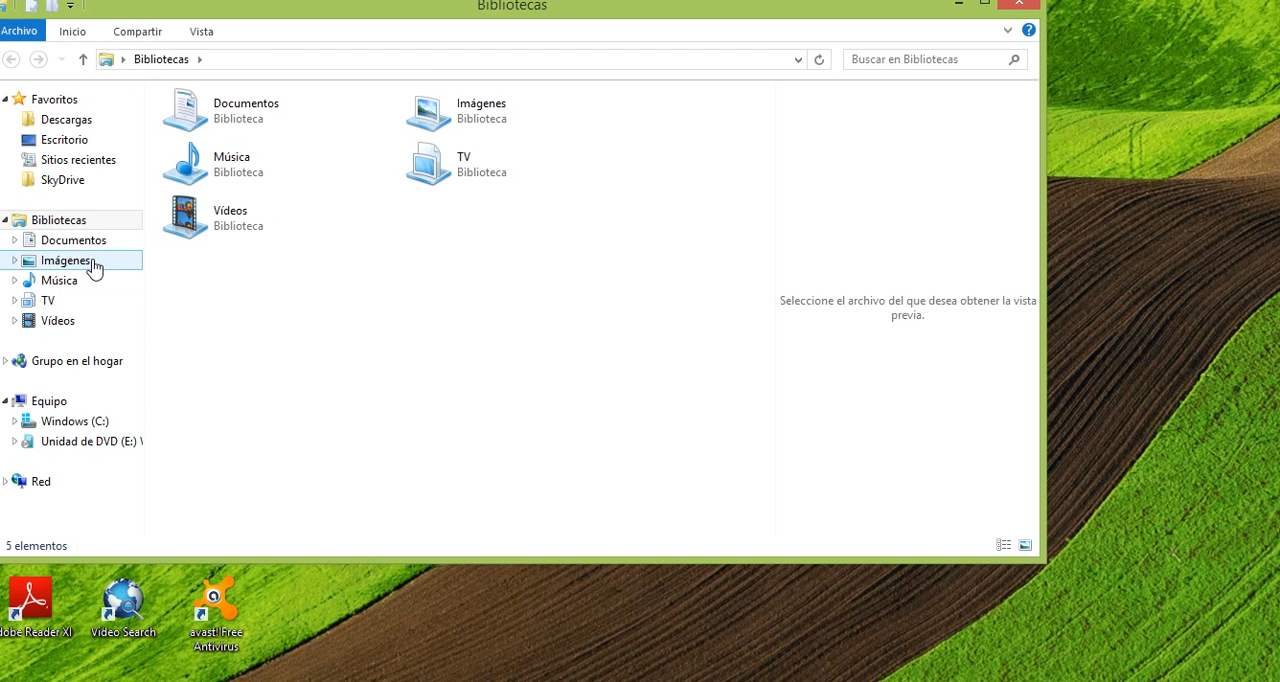 Bibliotecas
Archivo
Inicio
Compartir
Vista
Bibliotecas
Buscar en Bibliotecas
Favoritos
Descargas
Escritorio
Sitios recientes
SkyDrive
Bibliotecas
Documentos
Imágenes
Música
TV
Vídeos
Grupo en el hogar
Equipo
Windows (C:)
Unidad de DVD (E:)
Red
Documentos
Biblioteca
Imágenes
Biblioteca
Música
Biblioteca
TV
Biblioteca
Vídeos
Biblioteca
Seleccione el archivo del que desea obtener la vista
previa.
5 elementos
dobe Reader XI
Video Search
avast! Free
Antivirus